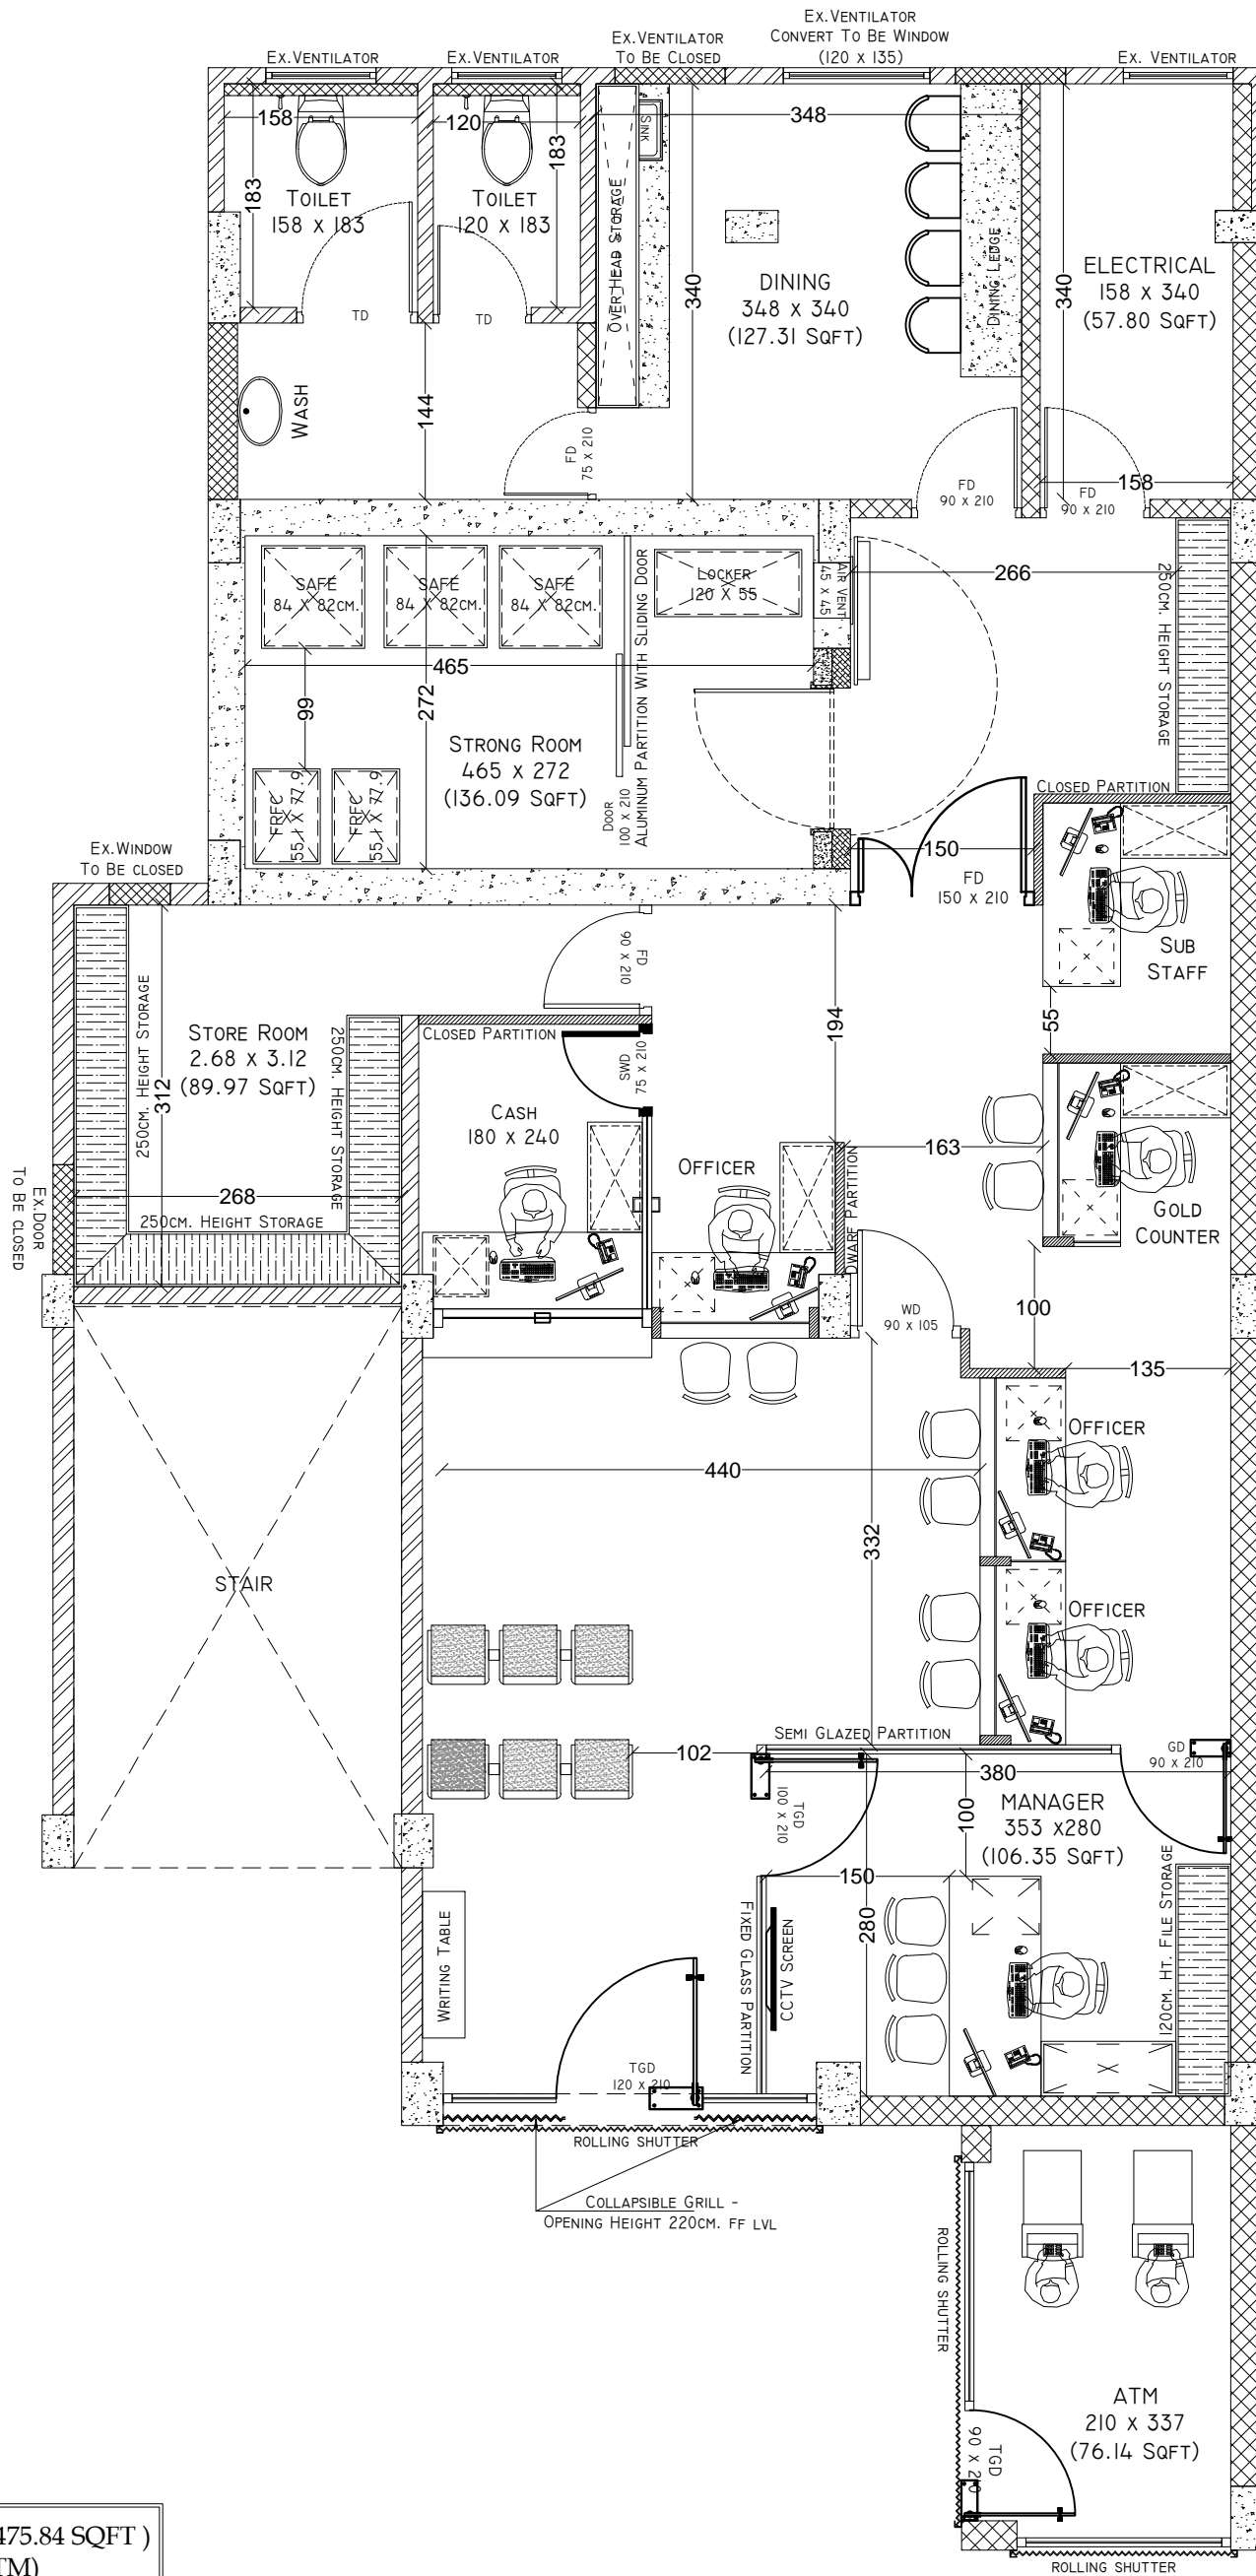 Ex.Ventilator
Convert To Be Window
(120 x 135)
Ex.Ventilator
To Be Closed
Ex.Ventilator
Ex.Ventilator
Ex. Ventilator
158
120
183
183
348
Sink
Toilet
158 x 183
Toilet
120 x 183
Over Head Storage
340
Dining
348 x 340
(127.31 SqFt)
Dining Ledge
Electrical
158 x 340
(57.80 SqFt)
340
TD
TD
Wash
144
FD
75 x 210
FD
90 x 210
158
FD
90 x 210
Safe
84 x 82cm.
Safe
84 x 82cm.
Safe
84 x 82cm.
Locker
120 x 55
Air Vent
45 x 45
266
250cm. Height Storage
465
99
272
Strong Room
465 x 272
(136.09 SqFt)
Door
100 x 210
Aluminum Partition With Sliding Door
FRFC
55.1 x 77.9
FRFC
55.1 x 77.9
Closed Partition
150
FD
150 x 210
Ex.Window
To Be closed
Sub
Staff
FD
90 x 210
55
194
Store Room
2.68 x 3.12
(89.97 SqFt)
250cm. Height Storage
312
250cm. Height Storage
268
250cm. Height Storage
Ex.Door
To Be closed
Closed Partition
SWD
75 x 210
Cash
180 x 240
Officer
Dwarf Partition
163
Gold
Counter
WD
90 x 105
100
135
Officer
440
332
Stair
Officer
Semi Glazed Partition
102
GD
90 x 210
380
TGD
100 x 210
100
Manager
353 x280
(106.35 SqFt)
150
280
Writing Table
Fixed Glass Partition
CCTV Screen
120cm. Ht. File Storage
TGD
120 x 210
rolling shutter
Collapsible Grill -
Opening Height 220cm. FF LVL
rolling shutter
ATM
210 x 337
(76.14 SqFt)
TGD
90 x 210
rolling shutter
475.84 SQFT )
TM)